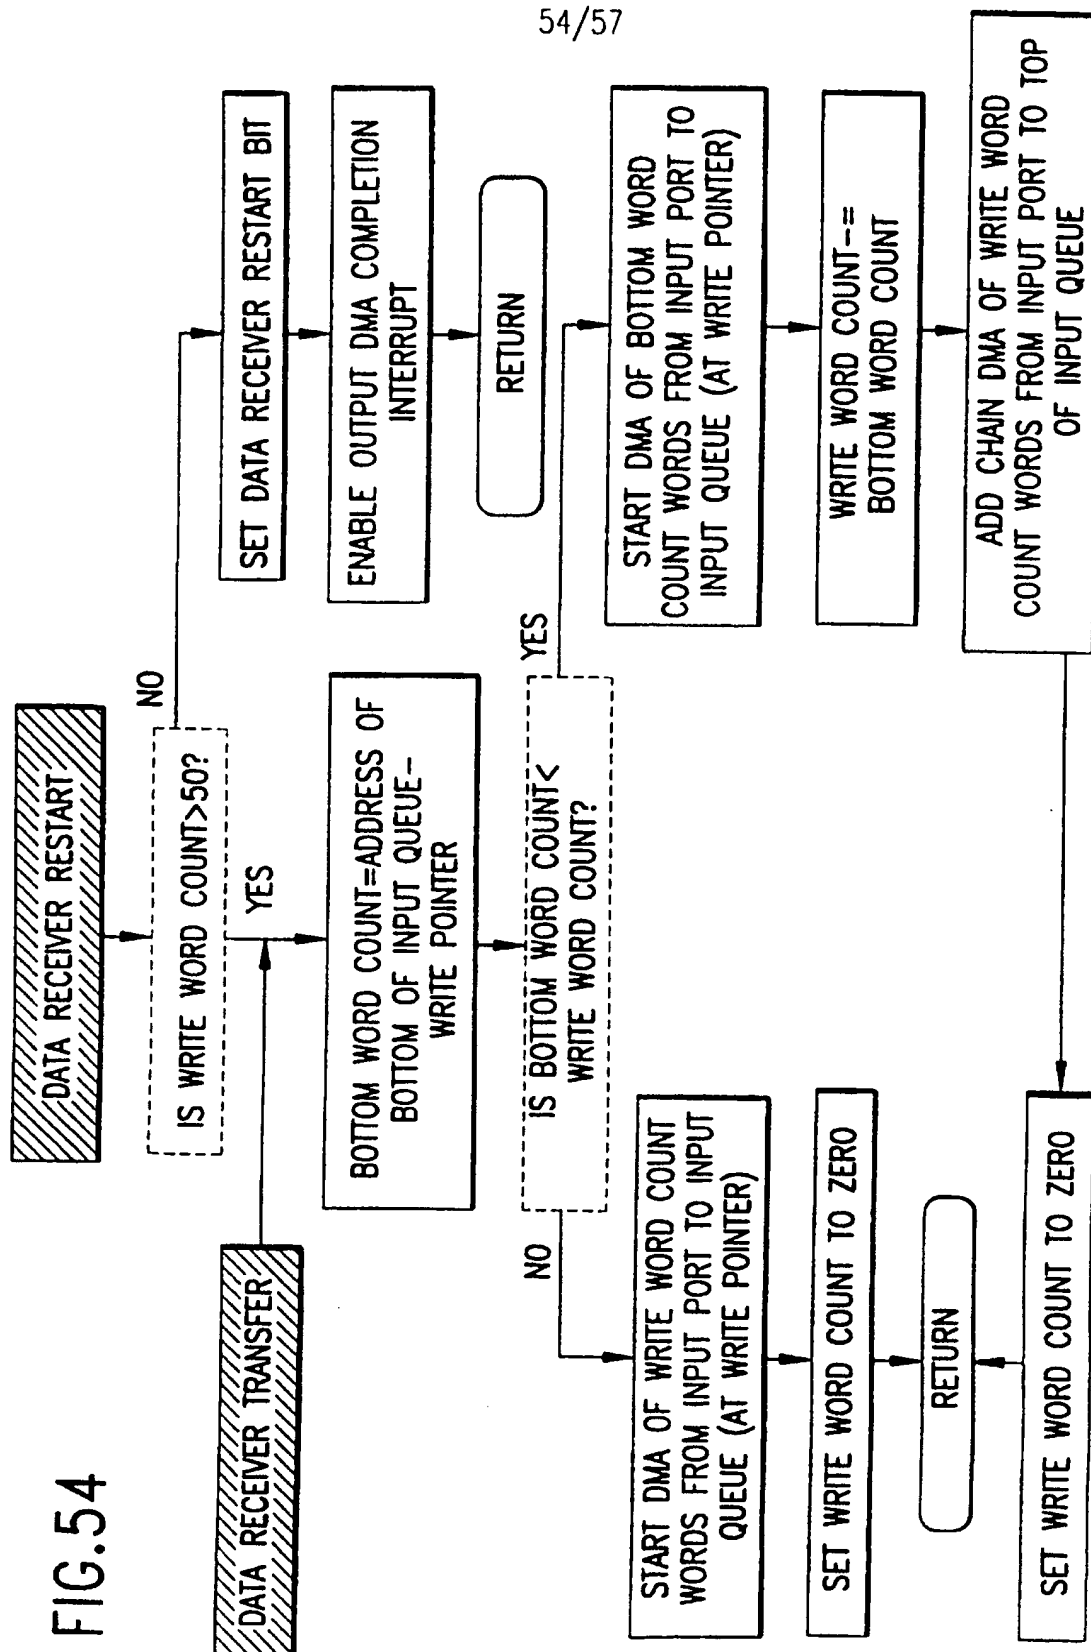 54/57
FIG.54
DATA RECEIVER RESTART
IS WRITE WORD COUNT>50?
NO
YES
SET DATA RECEIVER RESTART BIT
ENABLE OUTPUT DMA COMPLETION
INTERRUPT
RETURN
DATA RECEIVER TRANSFER
BOTTOM WORD COUNT=ADDRESS OF
BOTTOM OF INPUT QUEUE-
WRITE POINTER
IS BOTTOM WORD COUNT<
WRITE WORD COUNT?
NO
YES
START DMA OF WRITE WORD COUNT
WORDS FROM INPUT PORT TO INPUT
QUEUE (AT WRITE POINTER)
SET WRITE WORD COUNT TO ZERO
RETURN
START DMA OF BOTTOM WORD
COUNT WORDS FROM INPUT PORT TO
INPUT QUEUE (AT WRITE POINTER)
WRITE WORD COUNT-=
BOTTOM WORD COUNT
ADD CHAIN DMA OF WRITE WORD
COUNT WORDS FROM INPUT PORT TO TOP
OF INPUT QUEUE
SET WRITE WORD COUNT TO ZERO